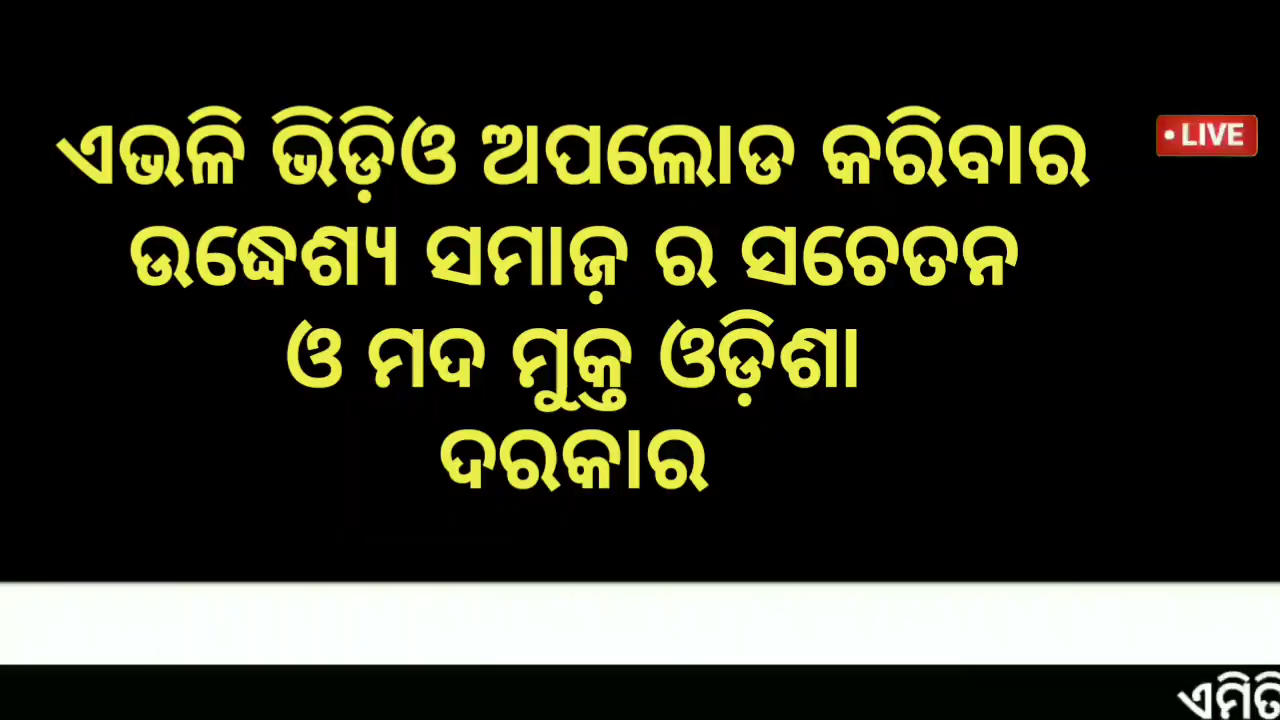 ଏଭଳି ଭିଡ଼ିଓ ଅପଲୋଡ କରିବାର
LIVE
ଉଦ୍ଧେଶ୍ୟ ସମାଜ଼ ର ସଚେତନ
ଓ ମଦ ମୁକ୍ତ ଓଡ଼ିଶା
ଦରକାର